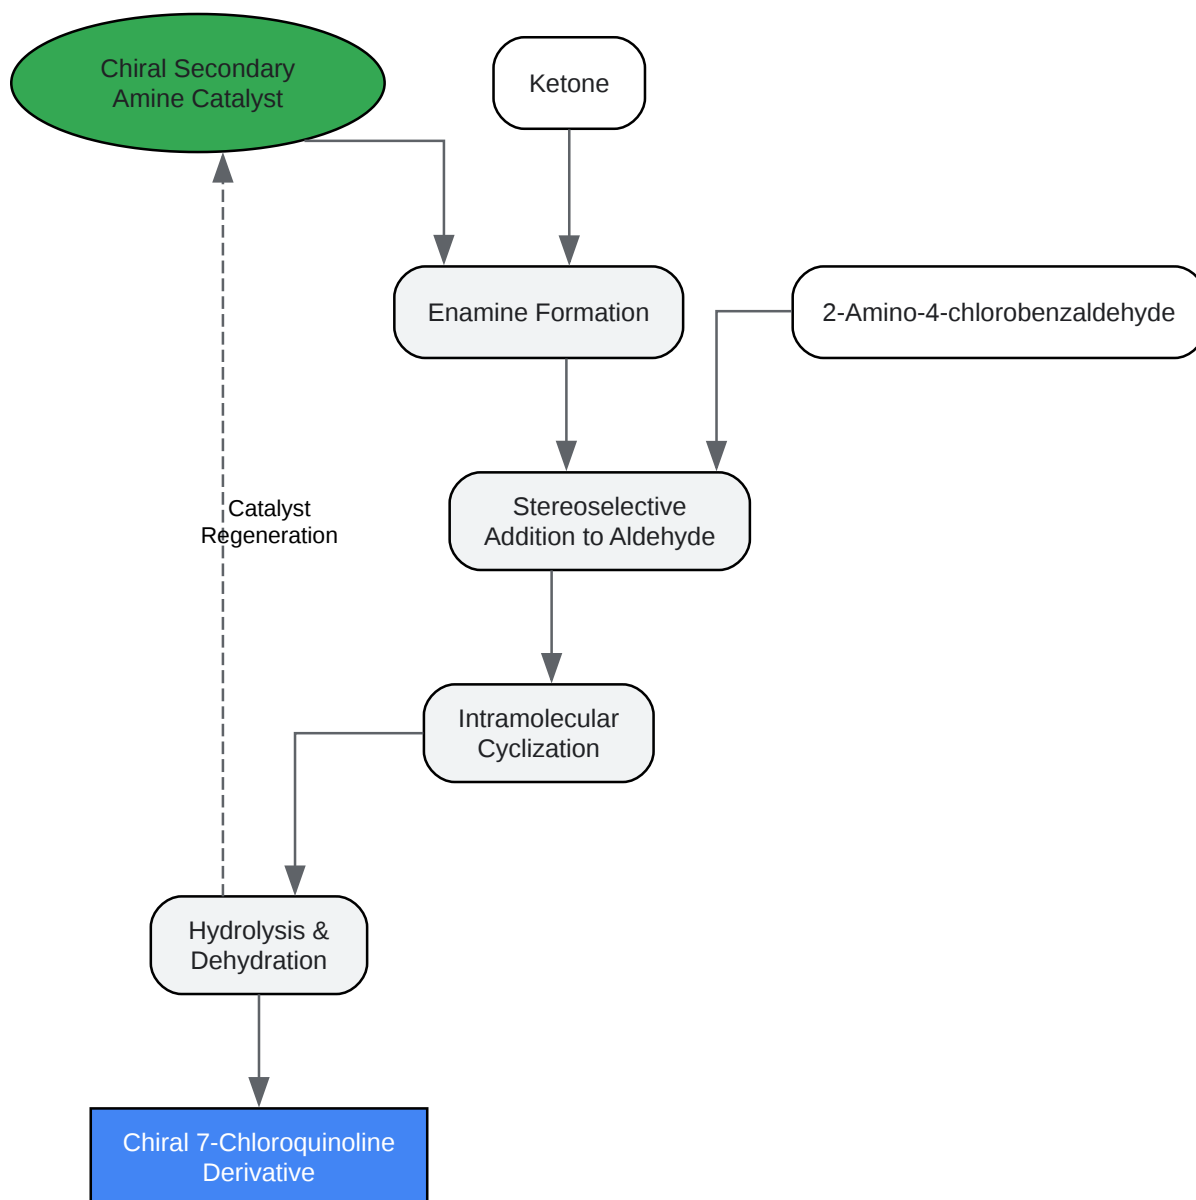 Chiral Secondary
Amine Catalyst
Ketone
Enamine Formation
2-Amino-4-chlorobenzaldehyde
Stereoselective
Addition to Aldehyde
Catalyst
Regeneration
Intramolecular
Cyclization
Hydrolysis &
Dehydration
Chiral 7-Chloroquinoline
Derivative